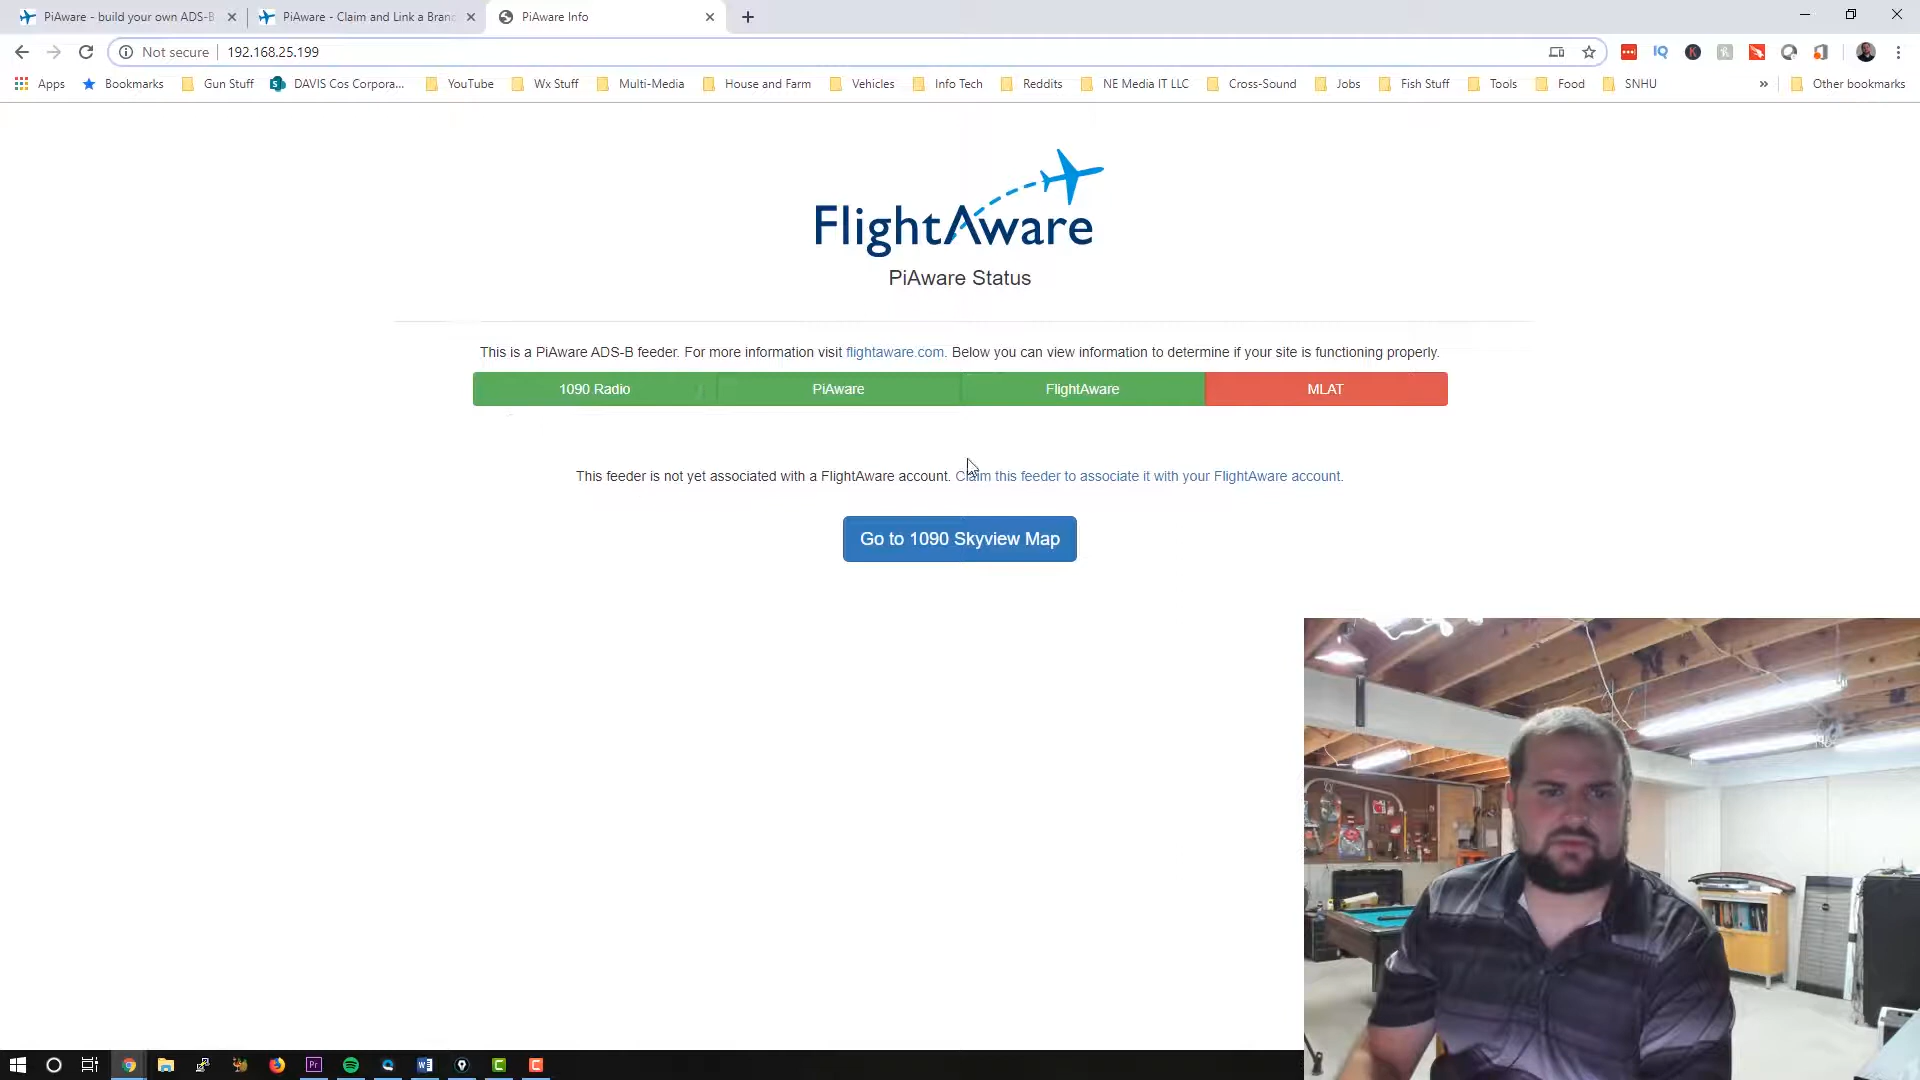 PiAware - build your own ADS-B
PiAware - Claim and Link a Bran
PiAware Info
Not secure
192.168.25.199
Apps
Bookmarks
Gun Stuff
DAVIS Cos Corpora...
YouTube
Wx Stuff
Multi-Media
House and Farm
Vehicles
Info Tech
Reddits
NE Media IT LLC
Cross-Sound
Jobs
Fish Stuff
Tools
Food
SNHU
»
Other bookmarks
FlightAware
PiAware Status
This is a PiAware ADS-B feeder. For more information visit flightaware.com. Below you can view information to determine if your site is functioning properly.
1090 Radio
PiAware
FlightAware
MLAT
This feeder is not yet associated with a FlightAware account. Claim this feeder to associate it with your FlightAware account.
Go to 1090 Skyview Map